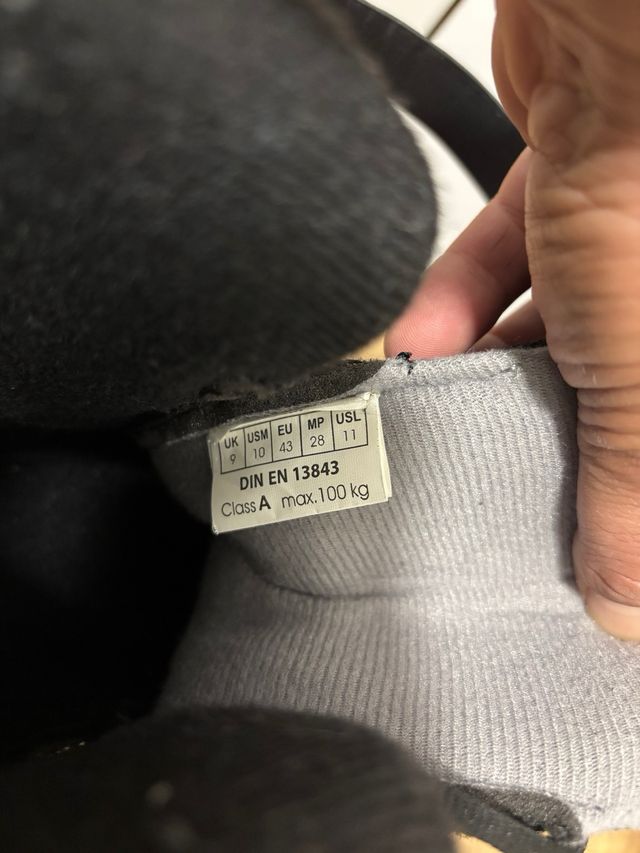 UK USM EU MP USL
9 10 43 28 11
DIN EN 13843
Class A max.100 kg